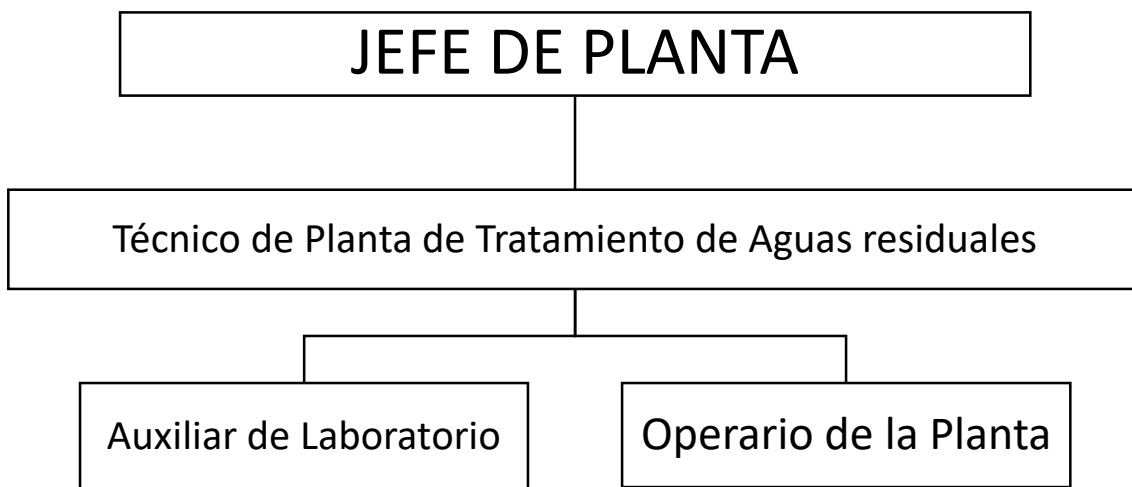 JEFE DE PLANTA
Técnico de Planta de Tratamiento de Aguas residuales
Auxiliar de Laboratorio
Operario de la Planta